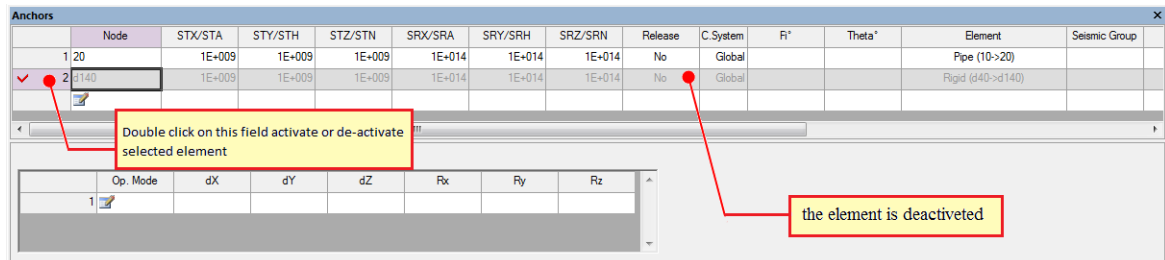 Anchors
Node STX/STA STY/STH STZ/STN SRX/SRA SRY/SRH SRZ/SRN Release C.System Fi° Theta° Element Seismic Group
1 20 1E+009 1E+009 1E+009 1E+014 1E+014 1E+014 No Global Pipe (10->20)
2 d140 1E+009 1E+009 1E+009 1E+014 1E+014 1E+014 No Global Rigid (d40->d140)
Double click on this field activate or de-activate
selected element
Op. Mode dX dY dZ Rx Ry Rz
1
the element is deactiveted